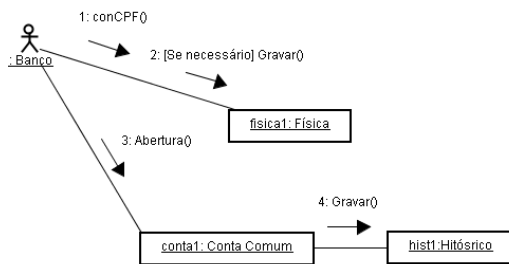 1: conCPF()
2: [Se necessário] Gravar()
: Banco
fisica1: Física
3: Abertura()
4: Gravar()
conta1: Conta Comum
hist1:Hitósrico